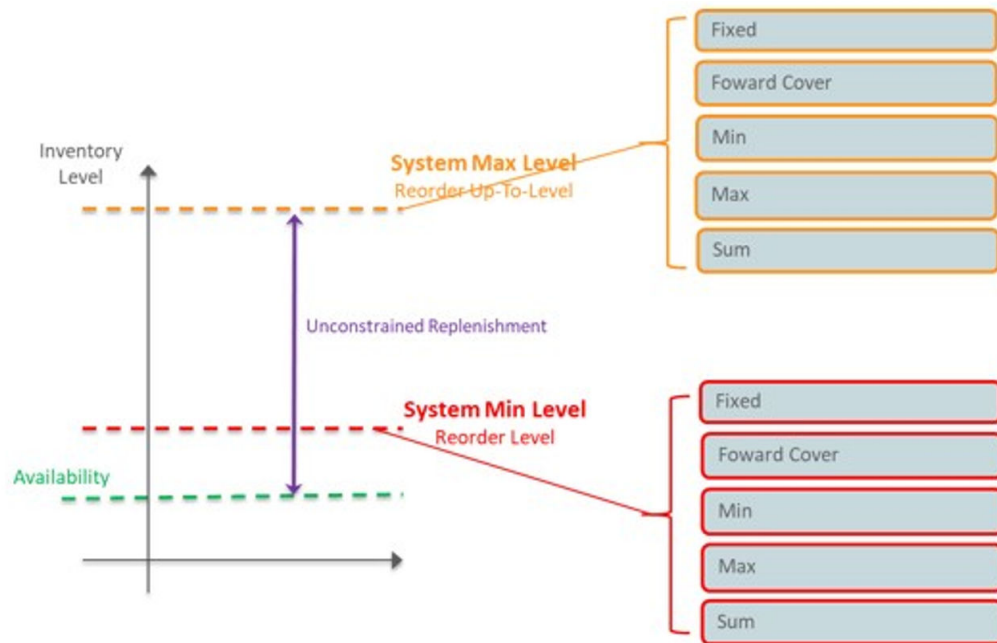 Fixed
Foward Cover
Min
Max
Sum
Inventory
Level
System Max Level
Reorder Up-To-Level
Unconstrained Replenishment
System Min Level
Reorder Level
Availability
Fixed
Foward Cover
Min
Max
Sum